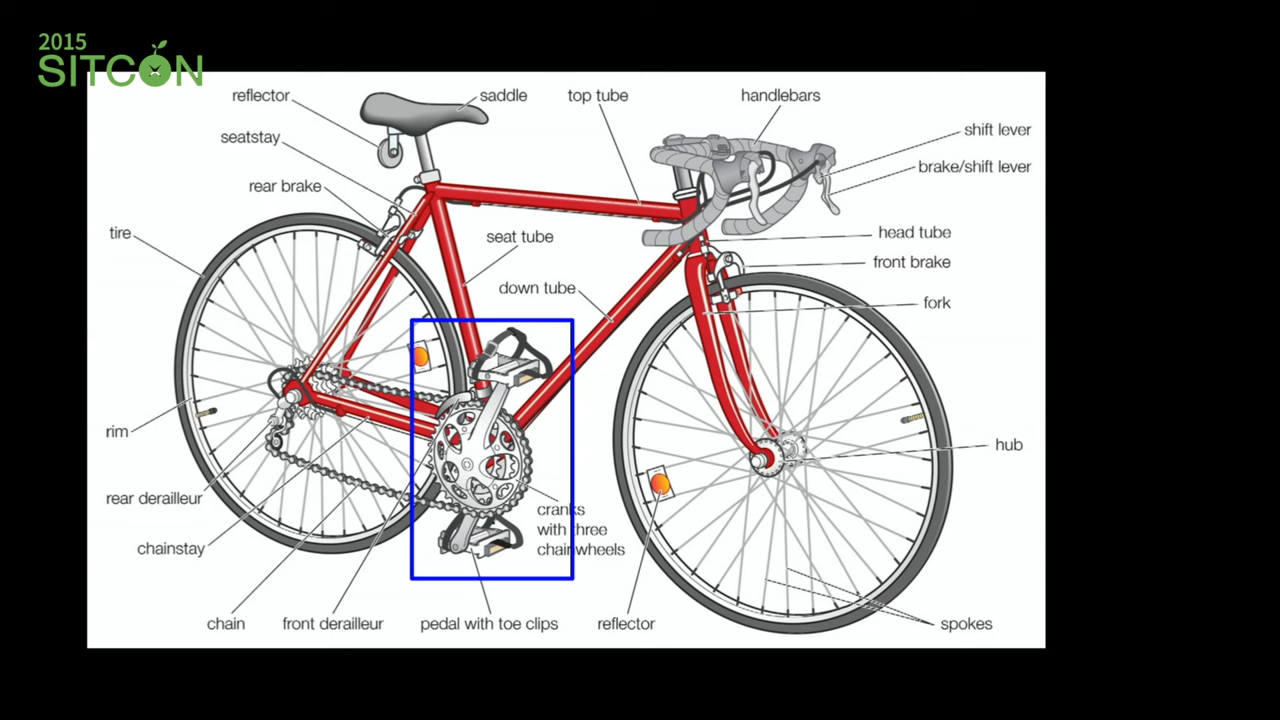 2015
SITCON
reflector
saddle
top tube
handlebars
seatstay
shift lever
rear brake
brake/shift lever
tire
seat tube
head tube
down tube
front brake
fork
rim
hub
rear derailleur
cranks
with three
chainwheels
chainstay
chain
front derailleur
pedal with toe clips
reflector
spokes